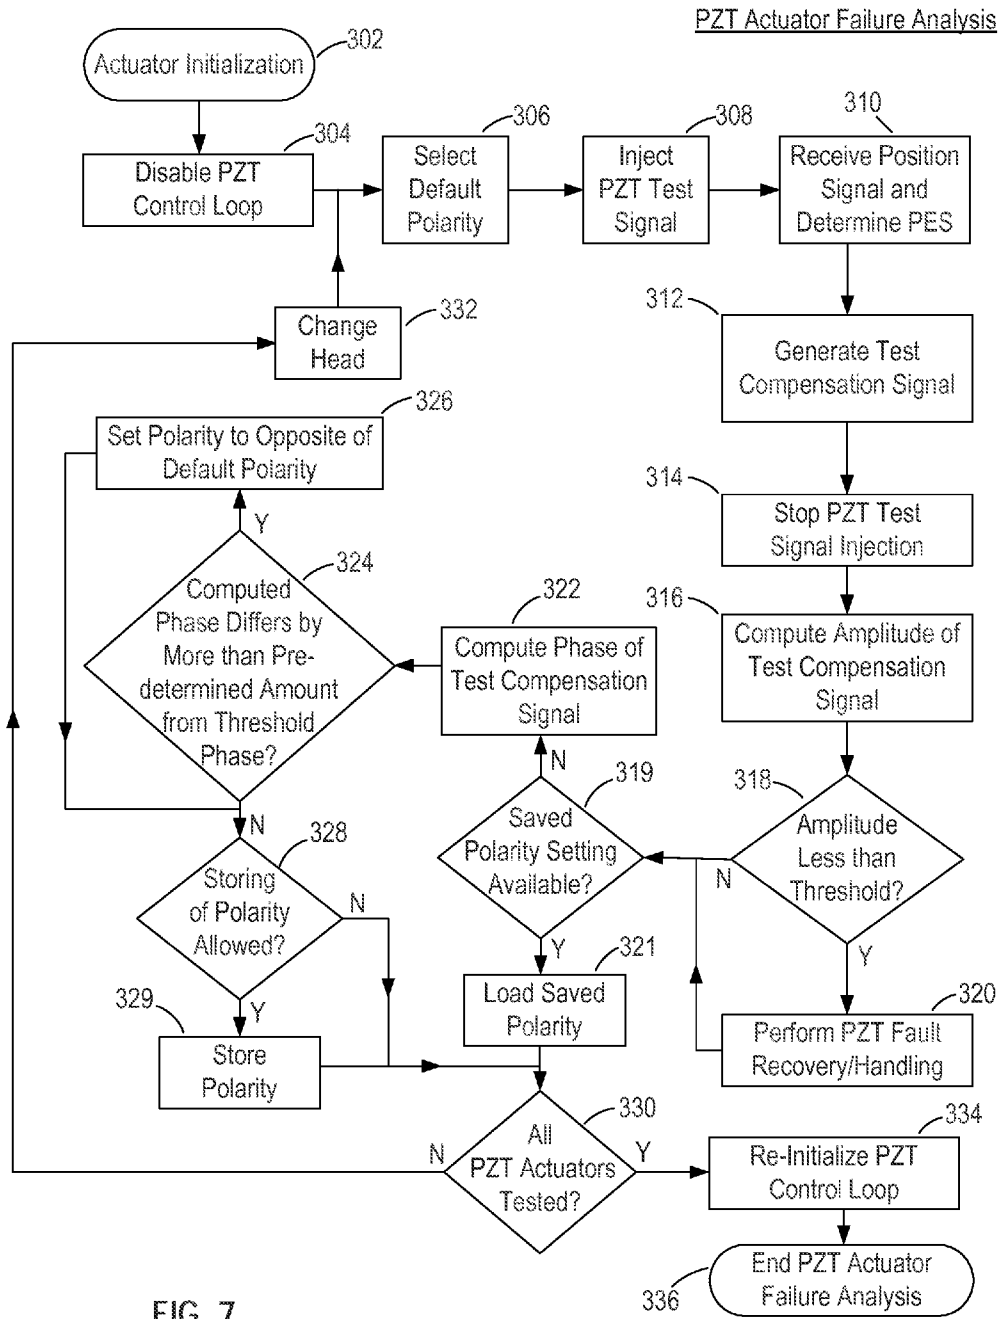 PZT Actuator Failure Analysis
Actuator Initialization
302
Disable PZT
Control Loop
304
Select
Default
Polarity
306
Inject
PZT Test
Signal
308
Receive Position
Signal and
Determine PES
310
312
Generate Test
Compensation Signal
314
Stop PZT Test
Signal Injection
316
Compute Amplitude of
Test Compensation
Signal
318
Amplitude
Less than
Threshold?
N
Y
320
Perform PZT Fault
Recovery/Handling
319
Saved
Polarity Setting
Available?
N
Y
321
Load Saved
Polarity
322
Compute Phase of
Test Compensation
Signal
324
Computed
Phase Differs by
More than Pre-
determined Amount
from Threshold
Phase?
Y
N
326
Set Polarity to Opposite of
Default Polarity
328
Storing
of Polarity
Allowed?
N
Y
329
Store
Polarity
330
All
PZT Actuators
Tested?
N
Y
332
Change
Head
334
Re-Initialize PZT
Control Loop
336
End PZT Actuator
Failure Analysis
FIG. 7